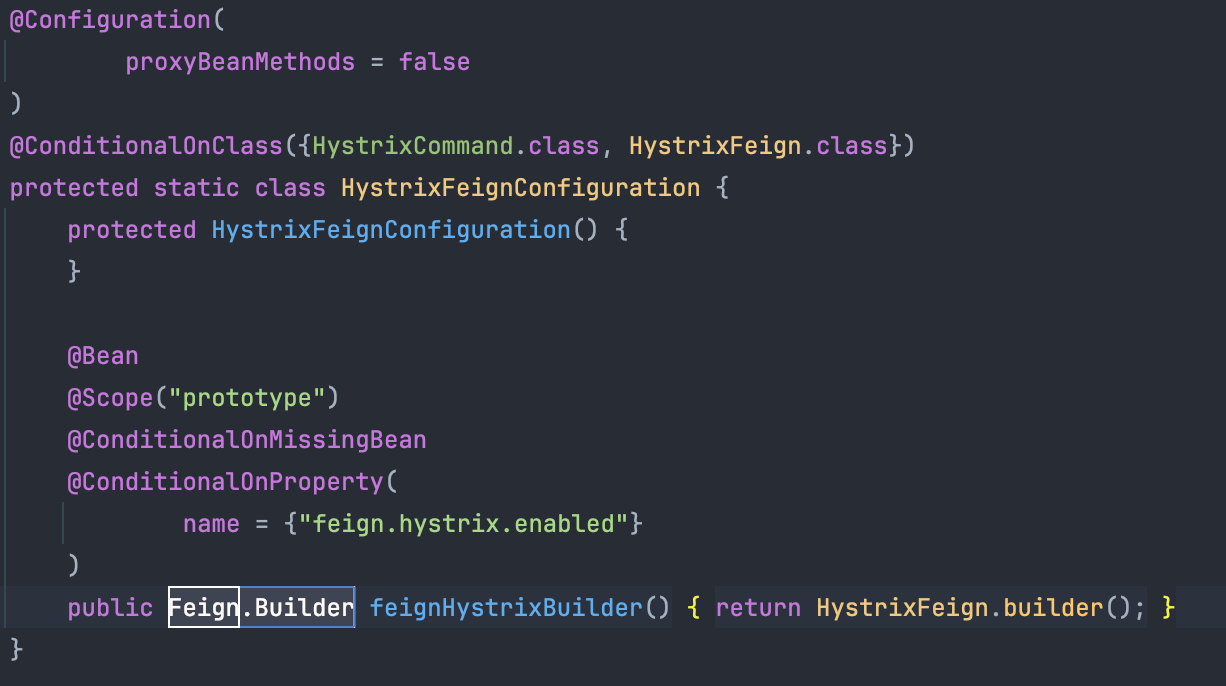 @Configuration(
        proxyBeanMethods = false
)
@ConditionalOnClass({HystrixCommand.class, HystrixFeign.class})
protected static class HystrixFeignConfiguration {
    protected HystrixFeignConfiguration() {
    }

    @Bean
    @Scope("prototype")
    @ConditionalOnMissingBean
    @ConditionalOnProperty(
            name = {"feign.hystrix.enabled"}
    )
    public Feign.Builder feignHystrixBuilder() { return HystrixFeign.builder(); }
}